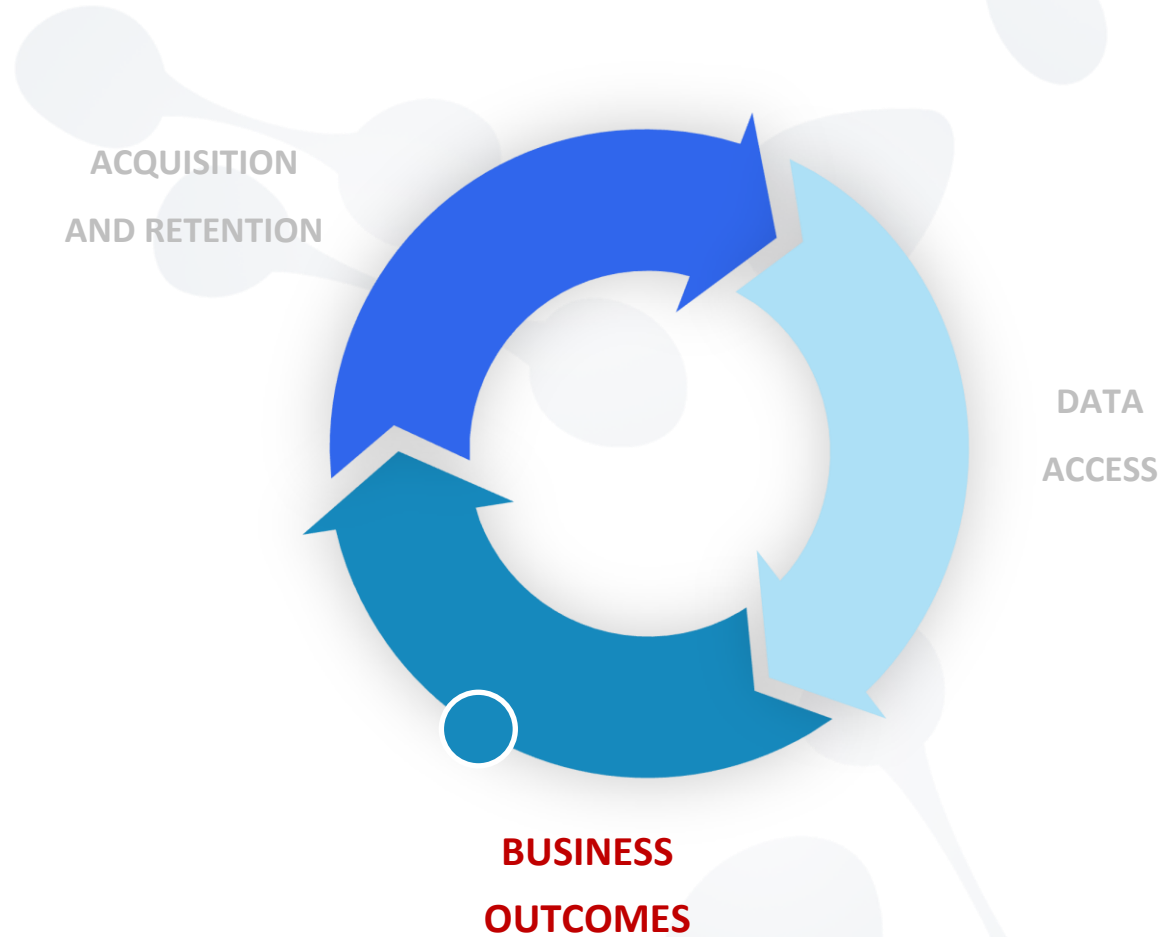 ACQUISITION
AND RETENTION
DATA
ACCESS
BUSINESS
OUTCOMES